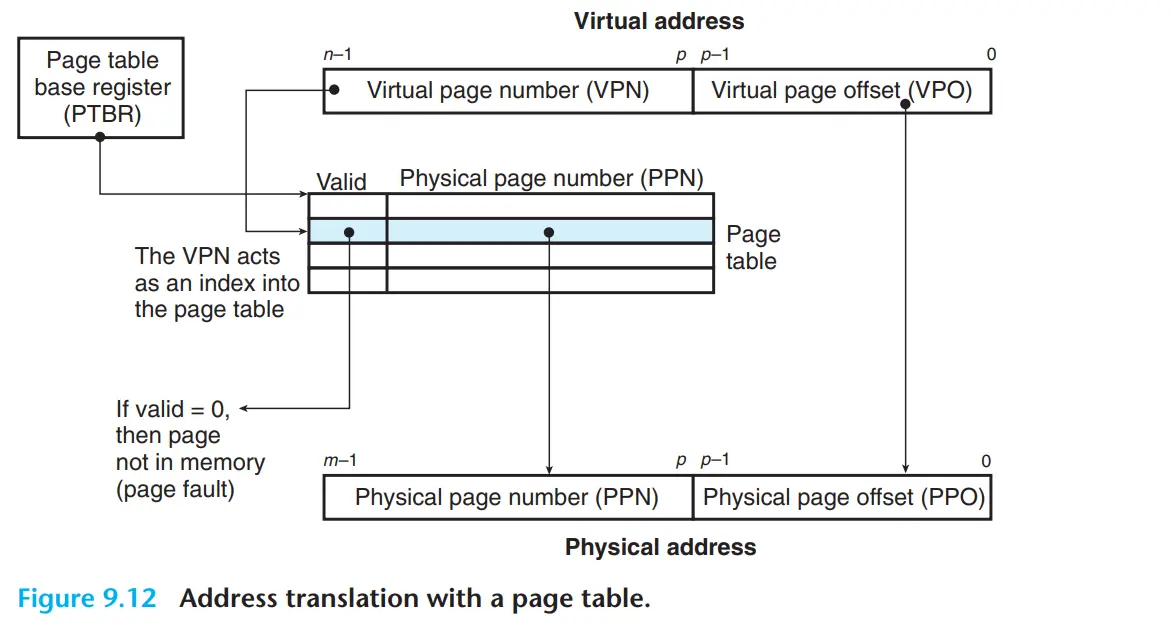 Virtual address
Page table
base register
(PTBR)
n–1
p
p–1
0
Virtual page number (VPN)
Virtual page offset (VPO)
Valid
Physical page number (PPN)
The VPN acts
as an index into
the page table
Page
table
If valid = 0,
then page
not in memory
(page fault)
m–1
p
p–1
0
Physical page number (PPN)
Physical page offset (PPO)
Physical address
Figure 9.12 Address translation with a page table.